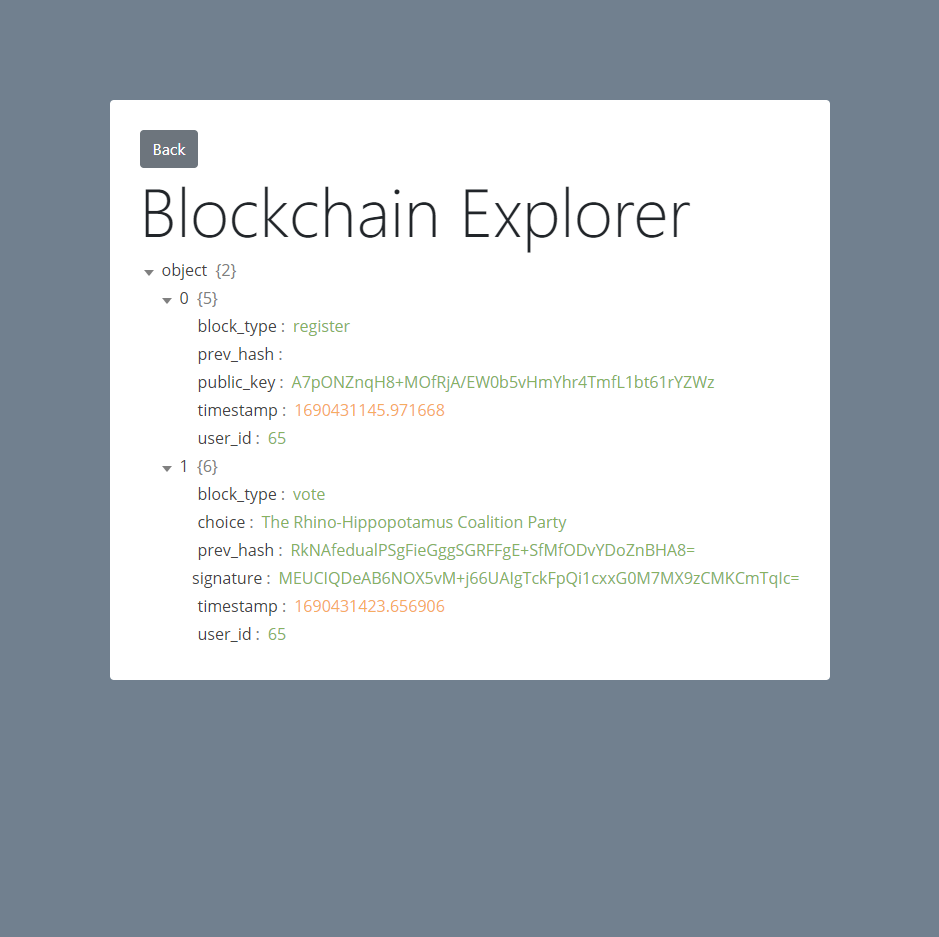 Back
Blockchain Explorer
object {2}
0 {5}
block_type : register
prev_hash :
public_key : A7pONZnqH8+MOfRjA/EW0b5vHmYhr4TmfL1bt61rYZWz
timestamp : 1690431145.971668
user_id : 65
1 {6}
block_type : vote
choice : The Rhino-Hippopotamus Coalition Party
prev_hash : RkNAfedualPSgFieGggSGRFFgE+SfMfODvYDoZnBHA8=
signature : MEUCIQDeAB6NOX5vM+j66UAIgTckFpQi1cxxG0M7MX9zCMKCmTqIc=
timestamp : 1690431423.656906
user_id : 65